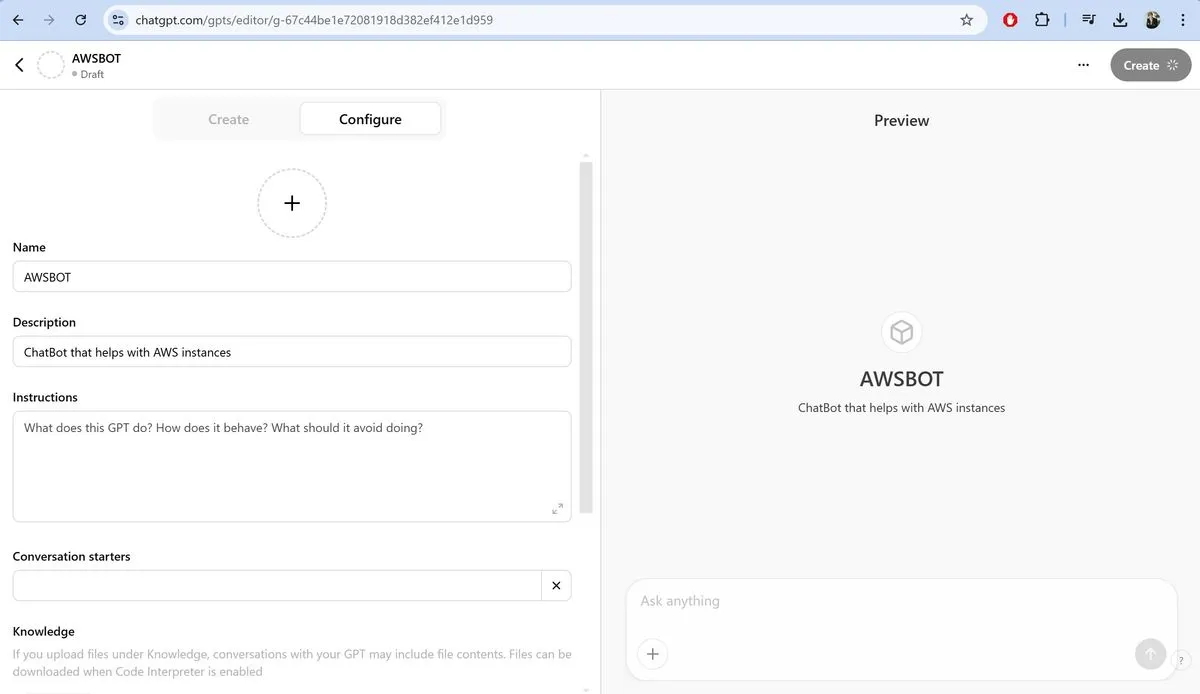 chatgpt.com/gpts/editor/g-67c44be1e72081918d382ef412e1d959
AWSBOT
Draft
Create
Create
Configure
Name
AWSBOT
Description
ChatBot that helps with AWS instances
Instructions
What does this GPT do? How does it behave? What should it avoid doing?
Conversation starters
Knowledge
If you upload files under Knowledge, conversations with your GPT may include file contents. Files can be
downloaded when Code Interpreter is enabled
Preview
AWSBOT
ChatBot that helps with AWS instances
Ask anything
?